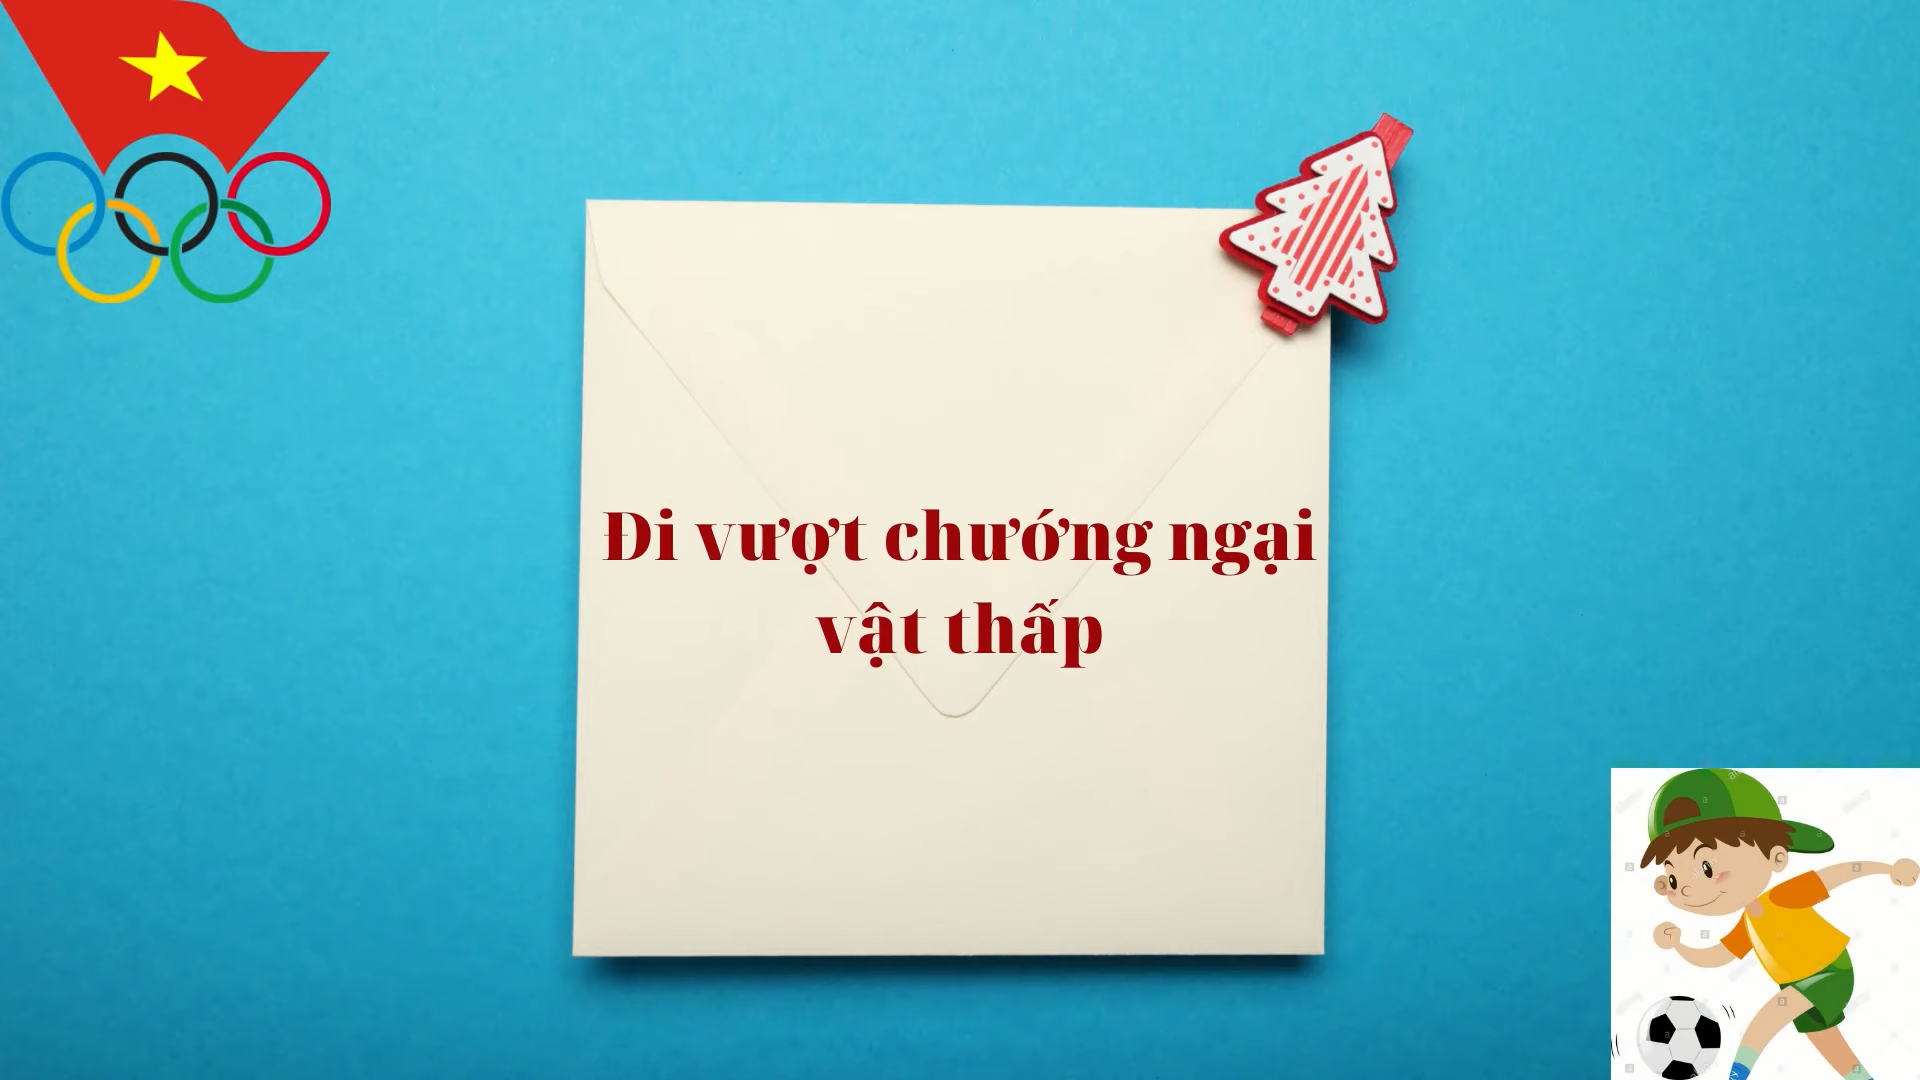 Đi vượt chướng ngại
vật thấp